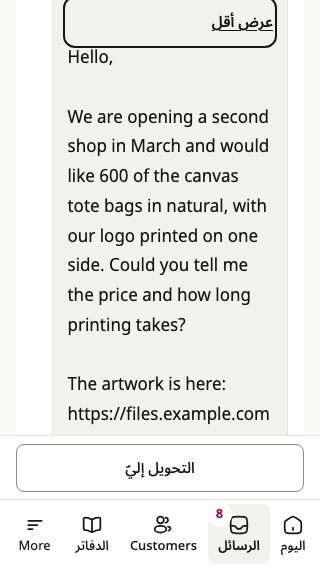 عرض أقل
Hello,
We are opening a second
shop in March and would
like 600 of the canvas
tote bags in natural, with
our logo printed on one
side. Could you tell me
the price and how long
printing takes?
The artwork is here:
https://files.example.com
التحويل إليّ
8
اليوم
الرسائل
Customers
الدفاتر
More